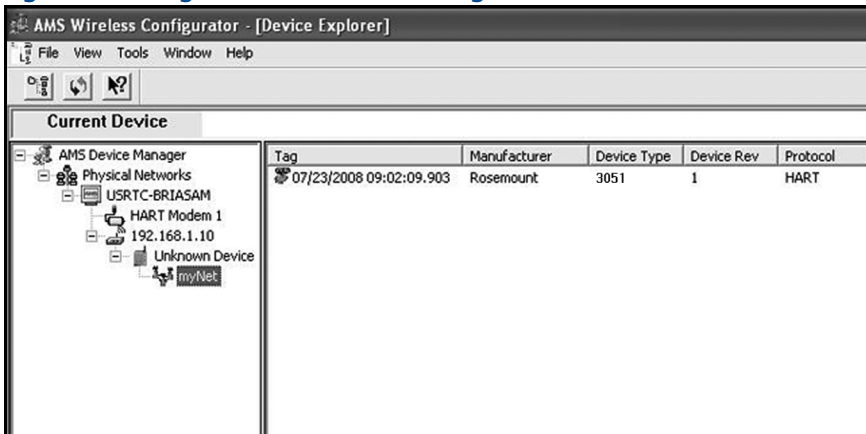 AMS Wireless Configurator - [Device Explorer]
File View Tools Window Help
Current Device
AMS Device Manager
Physical Networks
USRTC-BRIASAM
HART Modem 1
192.168.1.10
Unknown Device
myNet
Tag Manufacturer Device Type Device Rev Protocol
07/23/2008 09:02:09.903 Rosemount 3051 1 HART